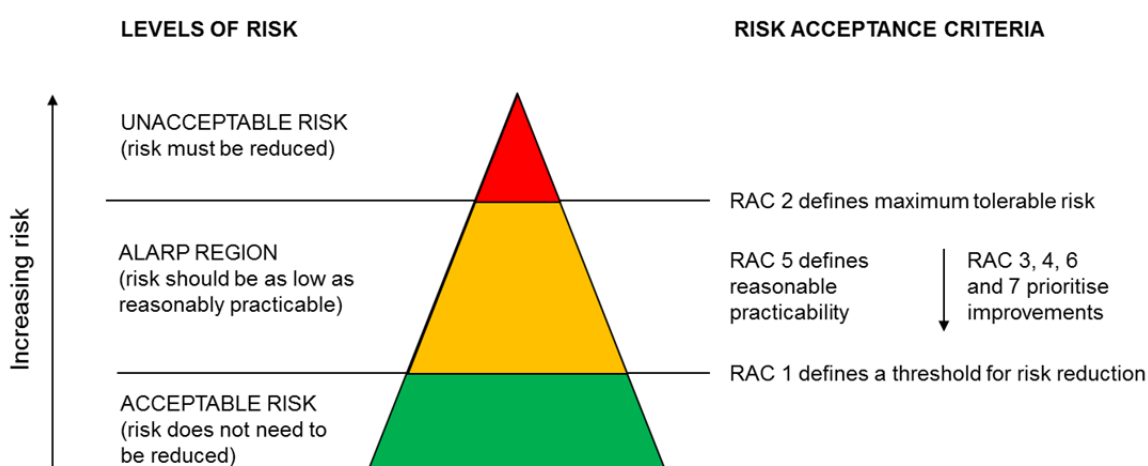 LEVELS OF RISK
RISK ACCEPTANCE CRITERIA
Increasing risk
UNACCEPTABLE RISK
(risk must be reduced)
RAC 2 defines maximum tolerable risk
ALARP REGION
(risk should be as low as
reasonably practicable)
RAC 5 defines
reasonable
practicability
RAC 3, 4, 6
and 7 prioritise
improvements
RAC 1 defines a threshold for risk reduction
ACCEPTABLE RISK
(risk does not need to
be reduced)